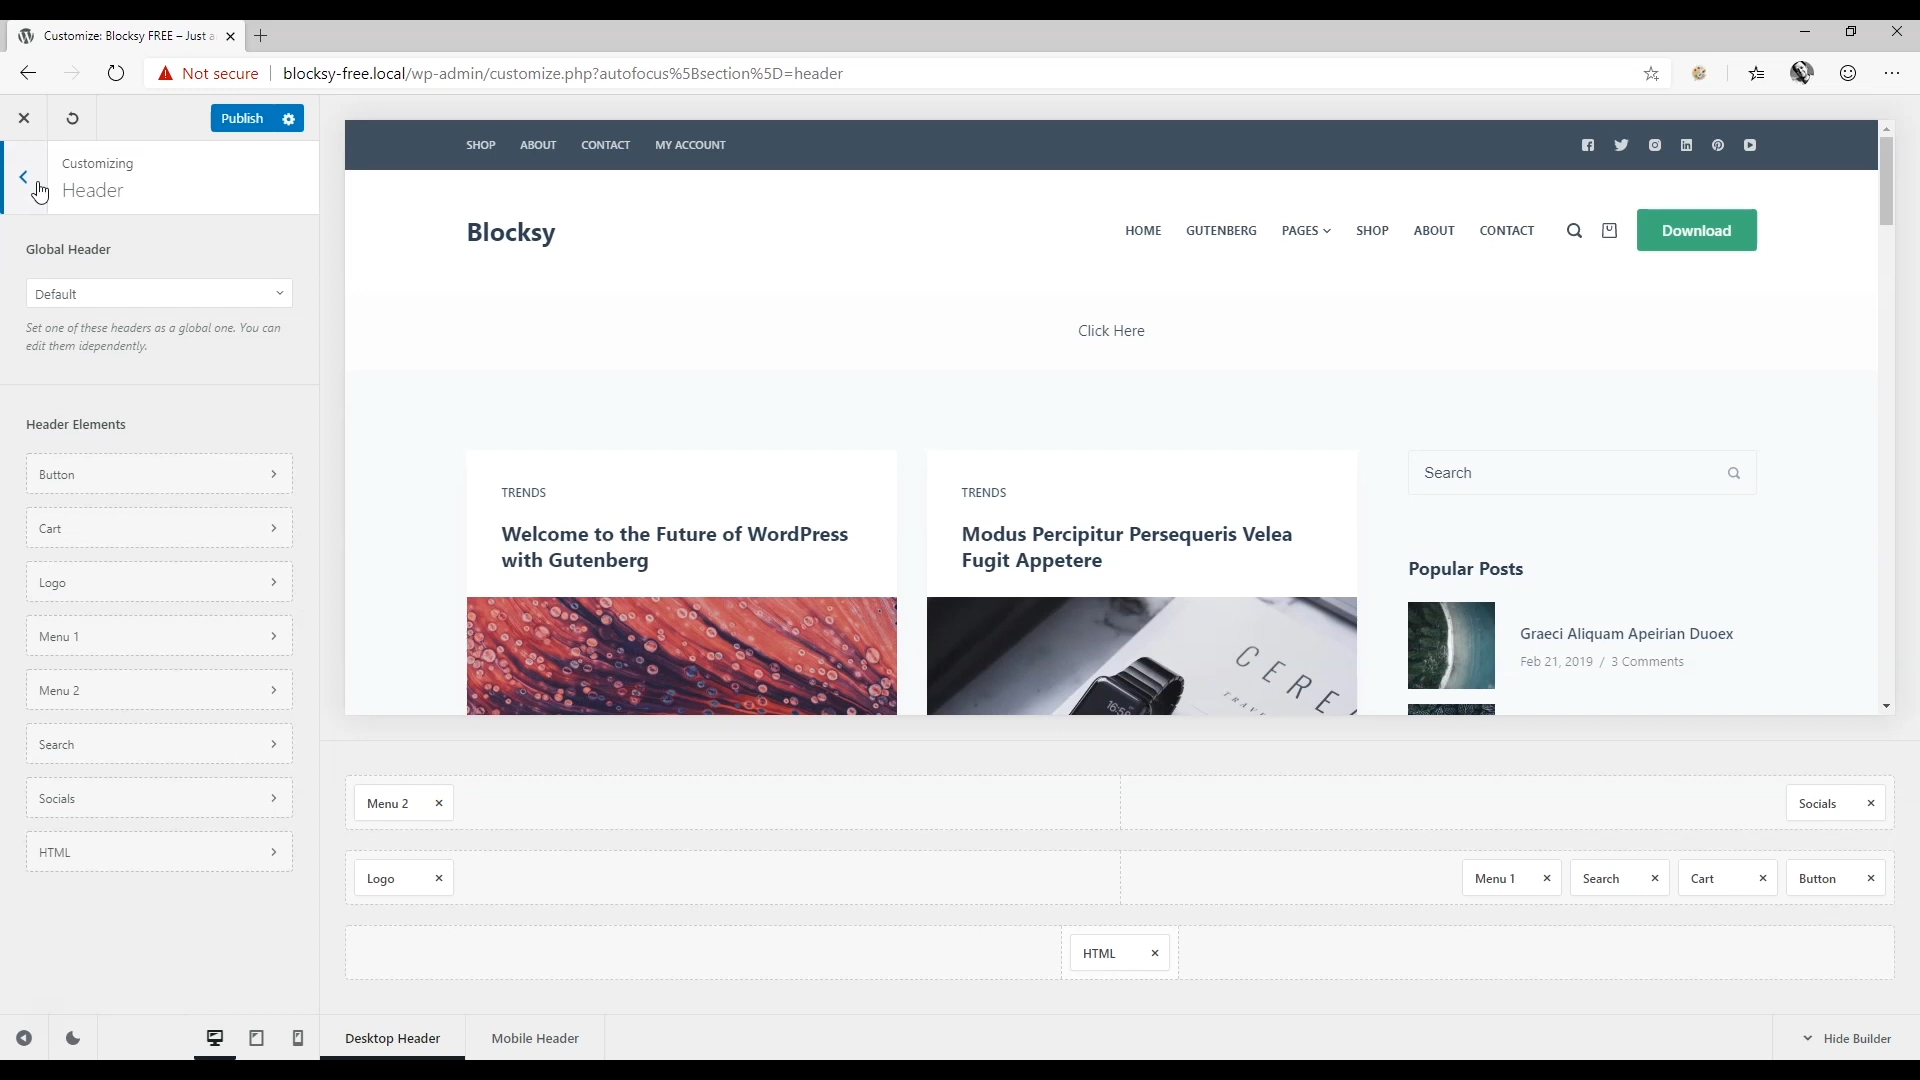 Customize: Blocksy FREE – Just a
Not secure
blocksy-free.local/wp-admin/customize.php?autofocus%5Bsection%5D=header
Publish
Customizing
Header
Global Header
Default
Set one of these headers as a global one. You can
edit them idependently.
Header Elements
Button
Cart
Logo
Menu 1
Menu 2
Search
Socials
HTML
SHOP ABOUT CONTACT MY ACCOUNT
Blocksy
HOME GUTENBERG PAGES SHOP ABOUT CONTACT
Download
Click Here
TRENDS
Welcome to the Future of WordPress
with Gutenberg
TRENDS
Modus Percipitur Persequeris Velea
Fugit Appetere
CERE
16:59
Search
Popular Posts
Graeci Aliquam Apeirian Duoex
Feb 21, 2019 / 3 Comments
Menu 2
Socials
Logo
Menu 1
Search
Cart
Button
HTML
Desktop Header
Mobile Header
Hide Builder